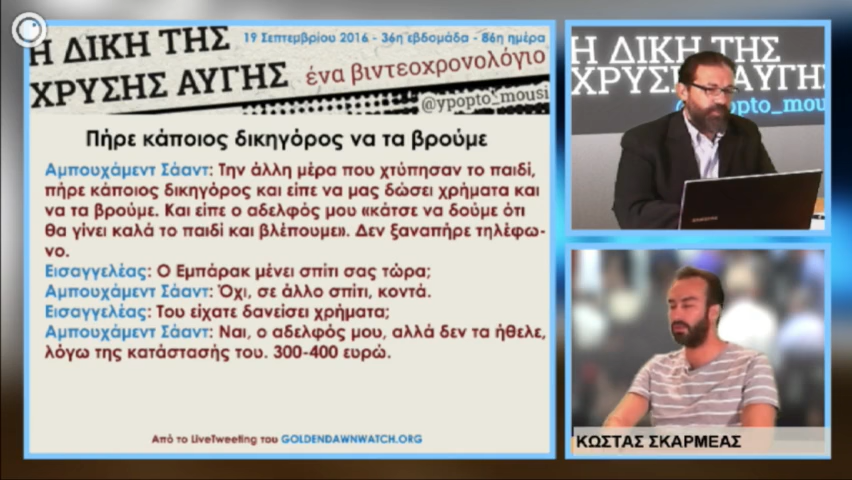 19 Σεπτεμβρίου 2016 - 36η εβδομάδα - 86η ημέρα
Η ΔΙΚΗ ΤΗΣ
ΧΡΥΣΗΣ ΑΥΓΗΣ ένα βιντεοχρονολόγιο
@ypopto_mousi
Πήρε κάποιος δικηγόρος να τα βρούμε
Αμπουχάμεντ Σάαντ: Την άλλη μέρα που χτύπησαν το παιδί,
πήρε κάποιος δικηγόρος και είπε να μας δώσει χρήματα και
να τα βρούμε. Και είπε ο αδελφός μου «κάτσε να δούμε ότι
θα γίνει καλά το παιδί και βλέπουμε». Δεν ξαναπήρε τηλέφω-
νο.
Εισαγγελέας: Ο Εμπάρακ μένει σπίτι σας τώρα;
Αμπουχάμεντ Σάαντ: Όχι, σε άλλο σπίτι, κοντά.
Εισαγγελέας: Του είχατε δανείσει χρήματα;
Αμπουχάμεντ Σάαντ: Ναι, ο αδελφός μου, αλλά δεν τα ήθελε,
λόγω της κατάστασής του. 300-400 ευρώ.
Από το LiveTweeting του GOLDENDAWNWATCH.ORG
Η ΔΙΚΗ ΤΗΣ
ΧΡΥΣΗΣ ΑΥΓΗΣ
@ypopto_mousi
ΚΩΣΤΑΣ ΣΚΑΡΜΕΑΣ